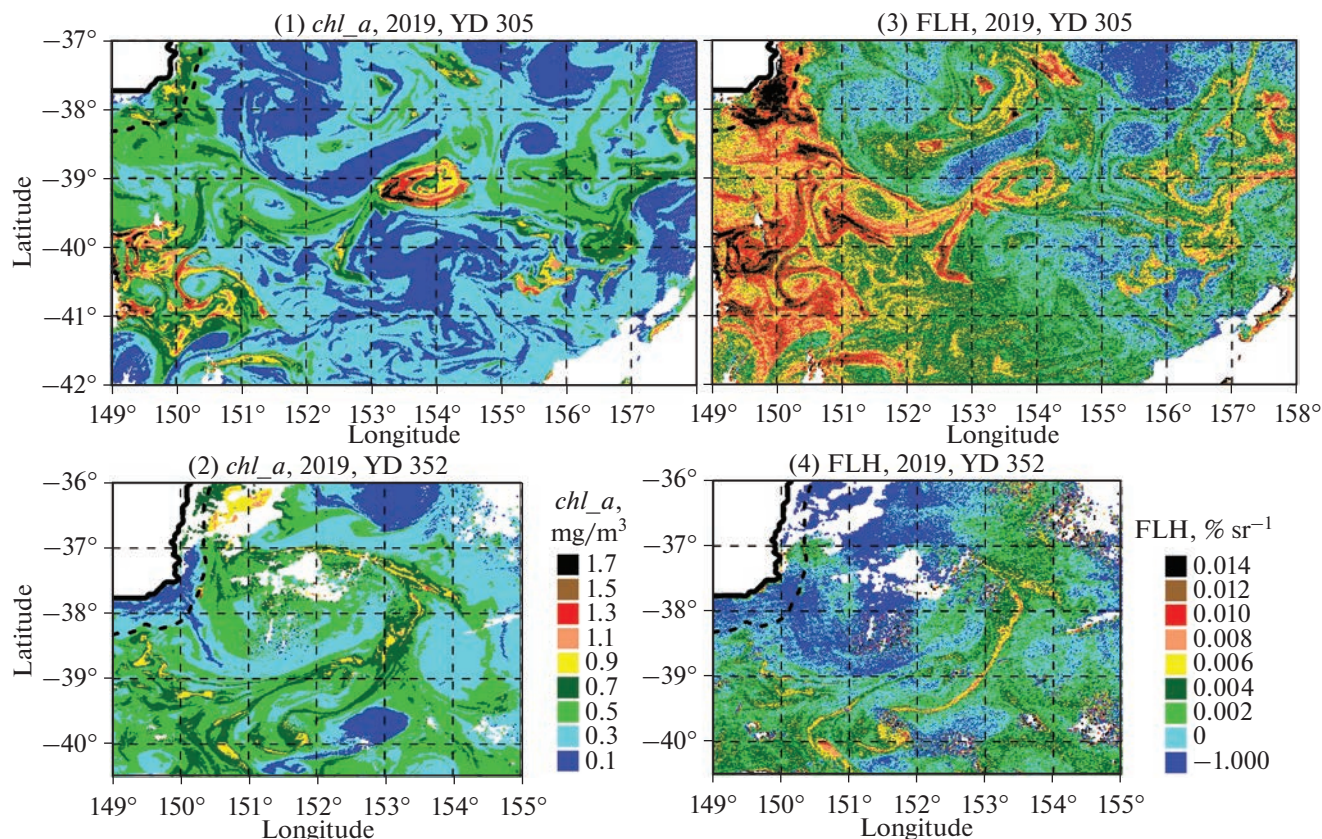 (1) chl_a, 2019, YD 305
−37°
−38°
−39°
−40°
−41°
−42°
Latitude
149° 150° 151° 152° 153° 154° 155° 156° 157°
Longitude
(3) FLH, 2019, YD 305
149° 150° 151° 152° 153° 154° 155° 156° 157° 158°
Longitude
(2) chl_a, 2019, YD 352
−36°
−37°
−38°
−39°
−40°
Latitude
149° 150° 151° 152° 153° 154° 155°
Longitude
chl_a,
mg/m³
1.7
1.5
1.3
1.1
0.9
0.7
0.5
0.3
0.1
(4) FLH, 2019, YD 352
−36°
−37°
−38°
−39°
−40°
149° 150° 151° 152° 153° 154° 155°
Longitude
FLH, % sr⁻¹
0.014
0.012
0.010
0.008
0.006
0.004
0.002
0
−1.000